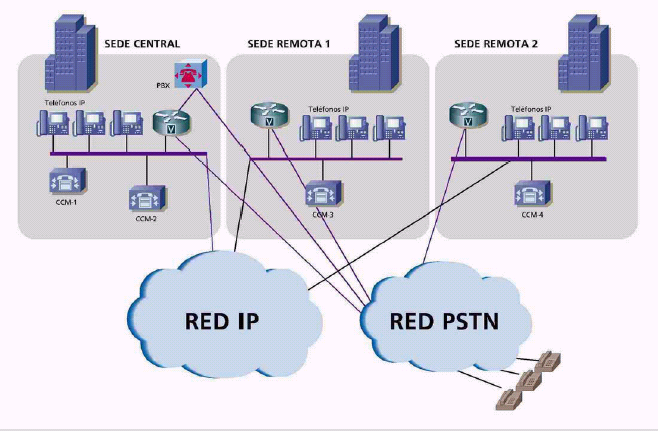 SEDE CENTRAL
SEDE REMOTA 1
SEDE REMOTA 2
PBX
Teléfonos IP
Teléfonos IP
Teléfonos IP
V
V
V
CCM-1
CCM-2
CCM-3
CCM-4
RED IP
RED PSTN